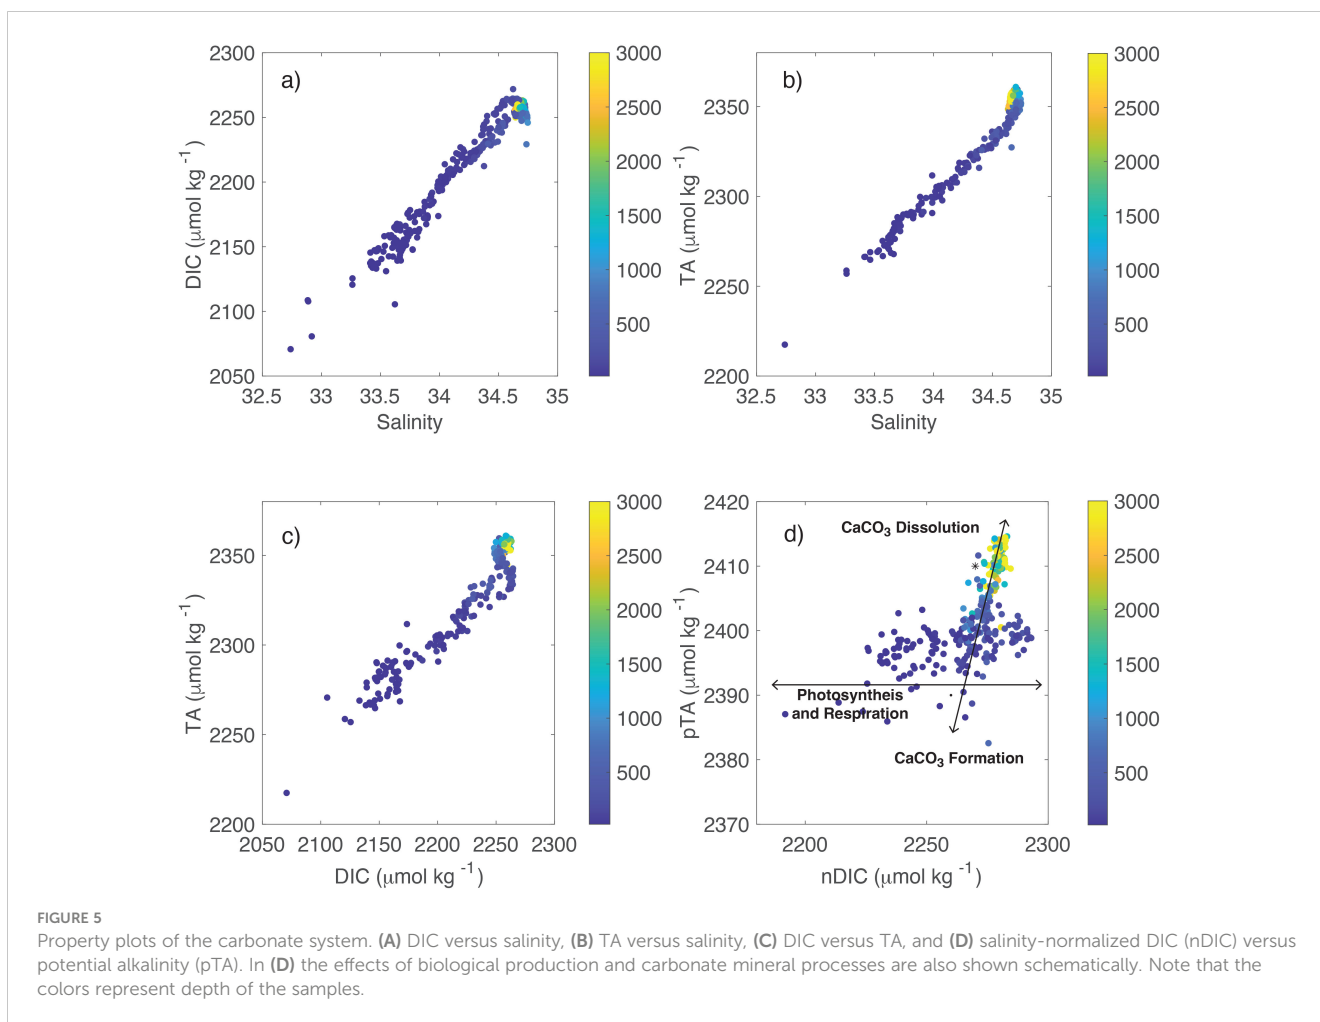 a)
2300
2250
2200
2150
2100
2050
32.5 33 33.5 34 34.5 35
DIC (μmol kg -1)
Salinity
3000
2500
2000
1500
1000
500
b)
2350
2300
2250
2200
32.5 33 33.5 34 34.5 35
TA (μmol kg -1)
Salinity
3000
2500
2000
1500
1000
500
c)
2350
2300
2250
2200
2050 2100 2150 2200 2250 2300
TA (μmol kg -1)
DIC (μmol kg -1)
3000
2500
2000
1500
1000
500
d)
2420
2410
2400
2390
2380
2370
2200 2250 2300
pTA (μmol kg -1)
nDIC (μmol kg -1)
CaCO3 Dissolution
*
Photosyntheis
and Respiration
CaCO3 Formation
3000
2500
2000
1500
1000
500
FIGURE 5
Property plots of the carbonate system. (A) DIC versus salinity, (B) TA versus salinity, (C) DIC versus TA, and (D) salinity-normalized DIC (nDIC) versus
potential alkalinity (pTA). In (D) the effects of biological production and carbonate mineral processes are also shown schematically. Note that the
colors represent depth of the samples.